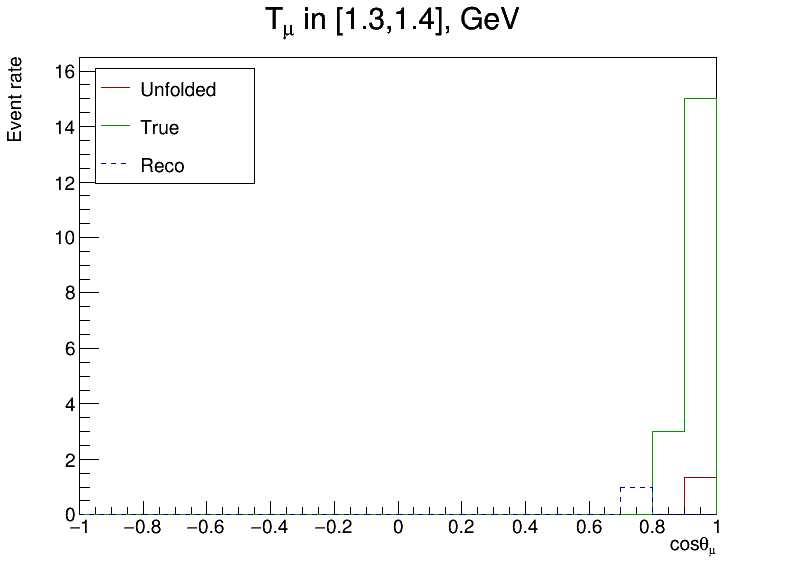 T_μ in [1.3,1.4], GeV
Event rate
Unfolded
True
Reco
16
14
12
10
8
6
4
2
0
−1 −0.8 −0.6 −0.4 −0.2 0 0.2 0.4 0.6 0.8 1
cosθ_μ